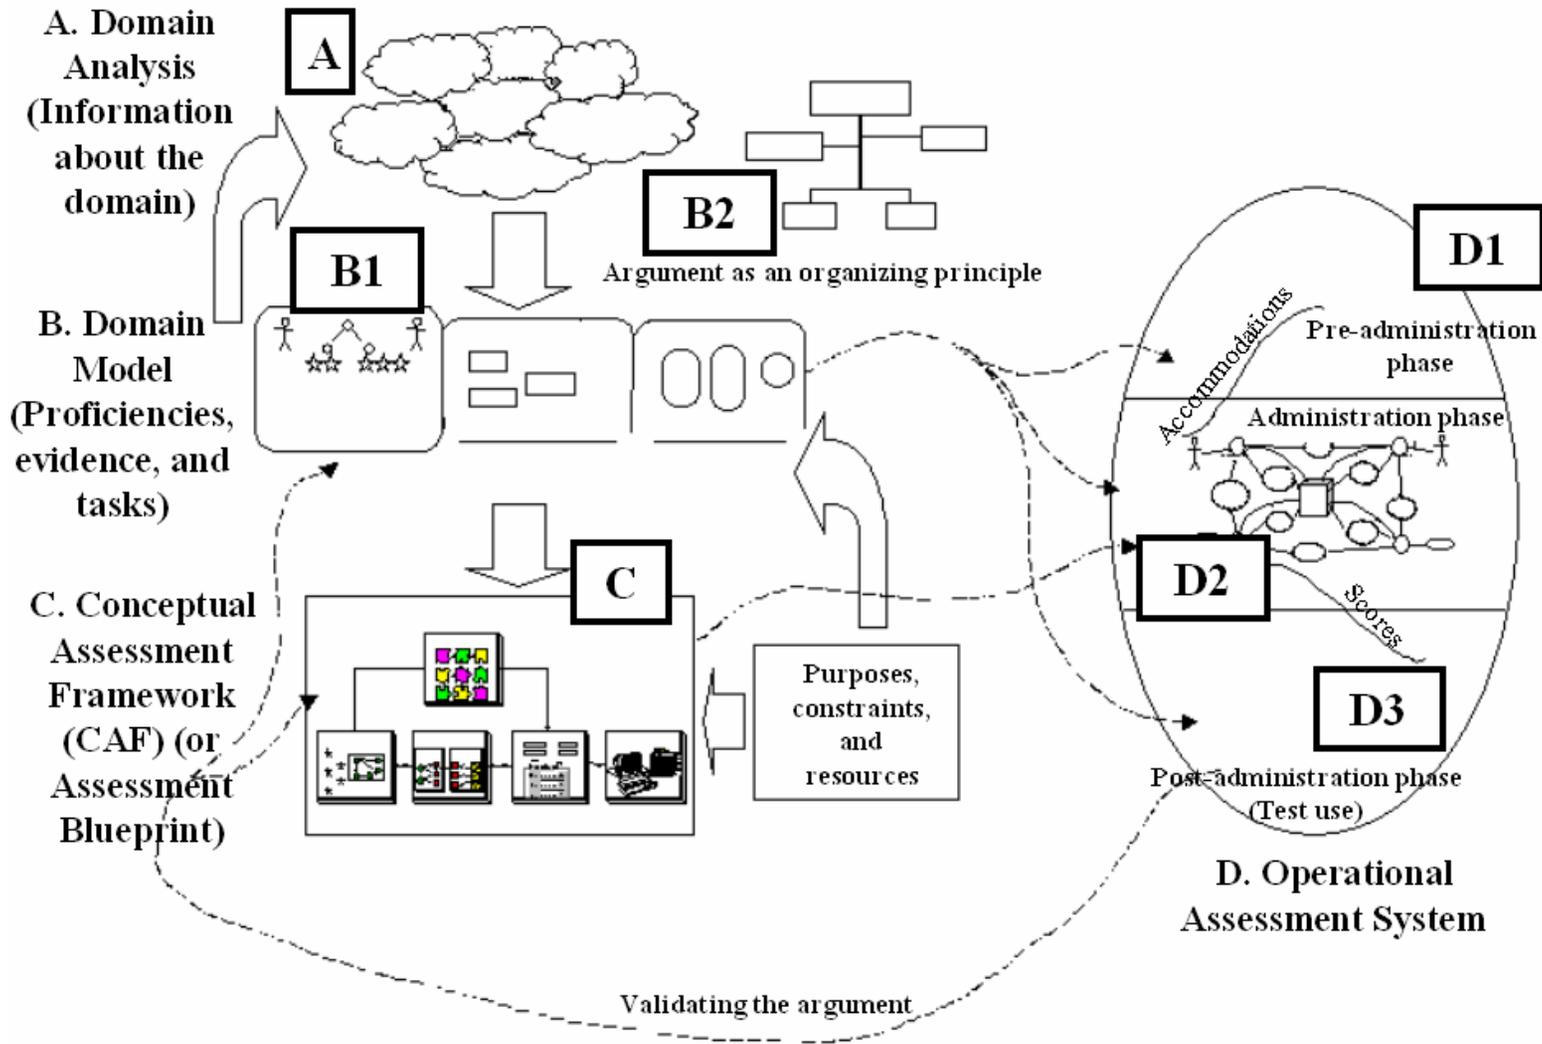 A. Domain
Analysis
(Information
about the
domain)
A
B2
Argument as an organizing principle
B1
B. Domain
Model
(Proficiencies,
evidence, and
tasks)
C. Conceptual
Assessment
Framework
(CAF) (or
Assessment
Blueprint)
C
Purposes,
constraints,
and
resources
D1
Accommodations
Pre-administration
phase
Administration phase
D2
Scores
D3
Post-administration phase
(Test use)
D. Operational
Assessment System
Validating the argument